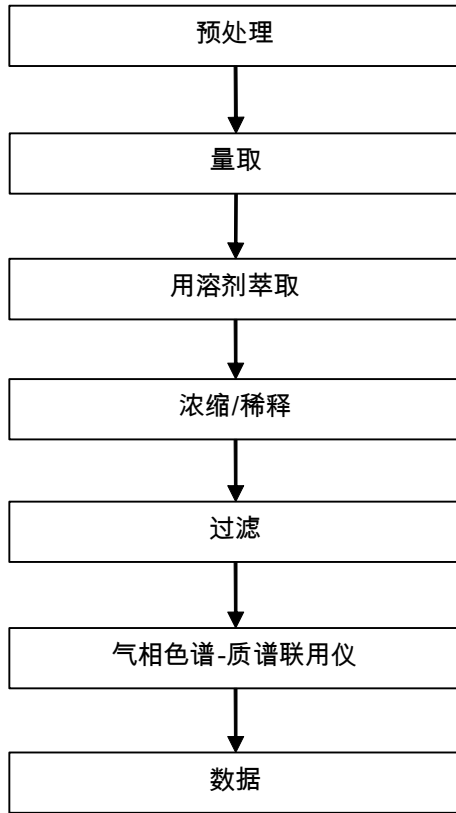 预处理
量取
用溶剂萃取
浓缩/稀释
过滤
气相色谱-质谱联用仪
数据